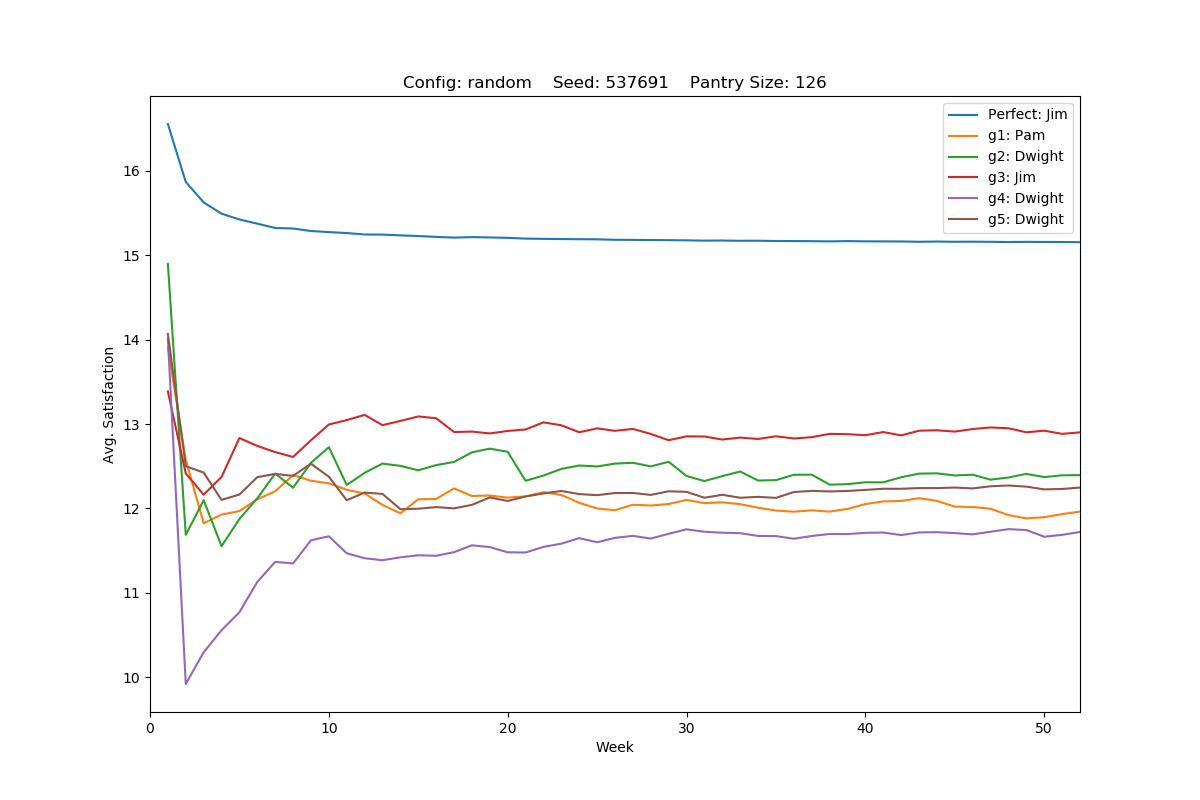 Config: random    Seed: 537691    Pantry Size: 126
Perfect: Jim
g1: Pam
g2: Dwight
g3: Jim
g4: Dwight
g5: Dwight
Avg. Satisfaction
16
15
14
13
12
11
10
0 10 20 30 40 50
Week